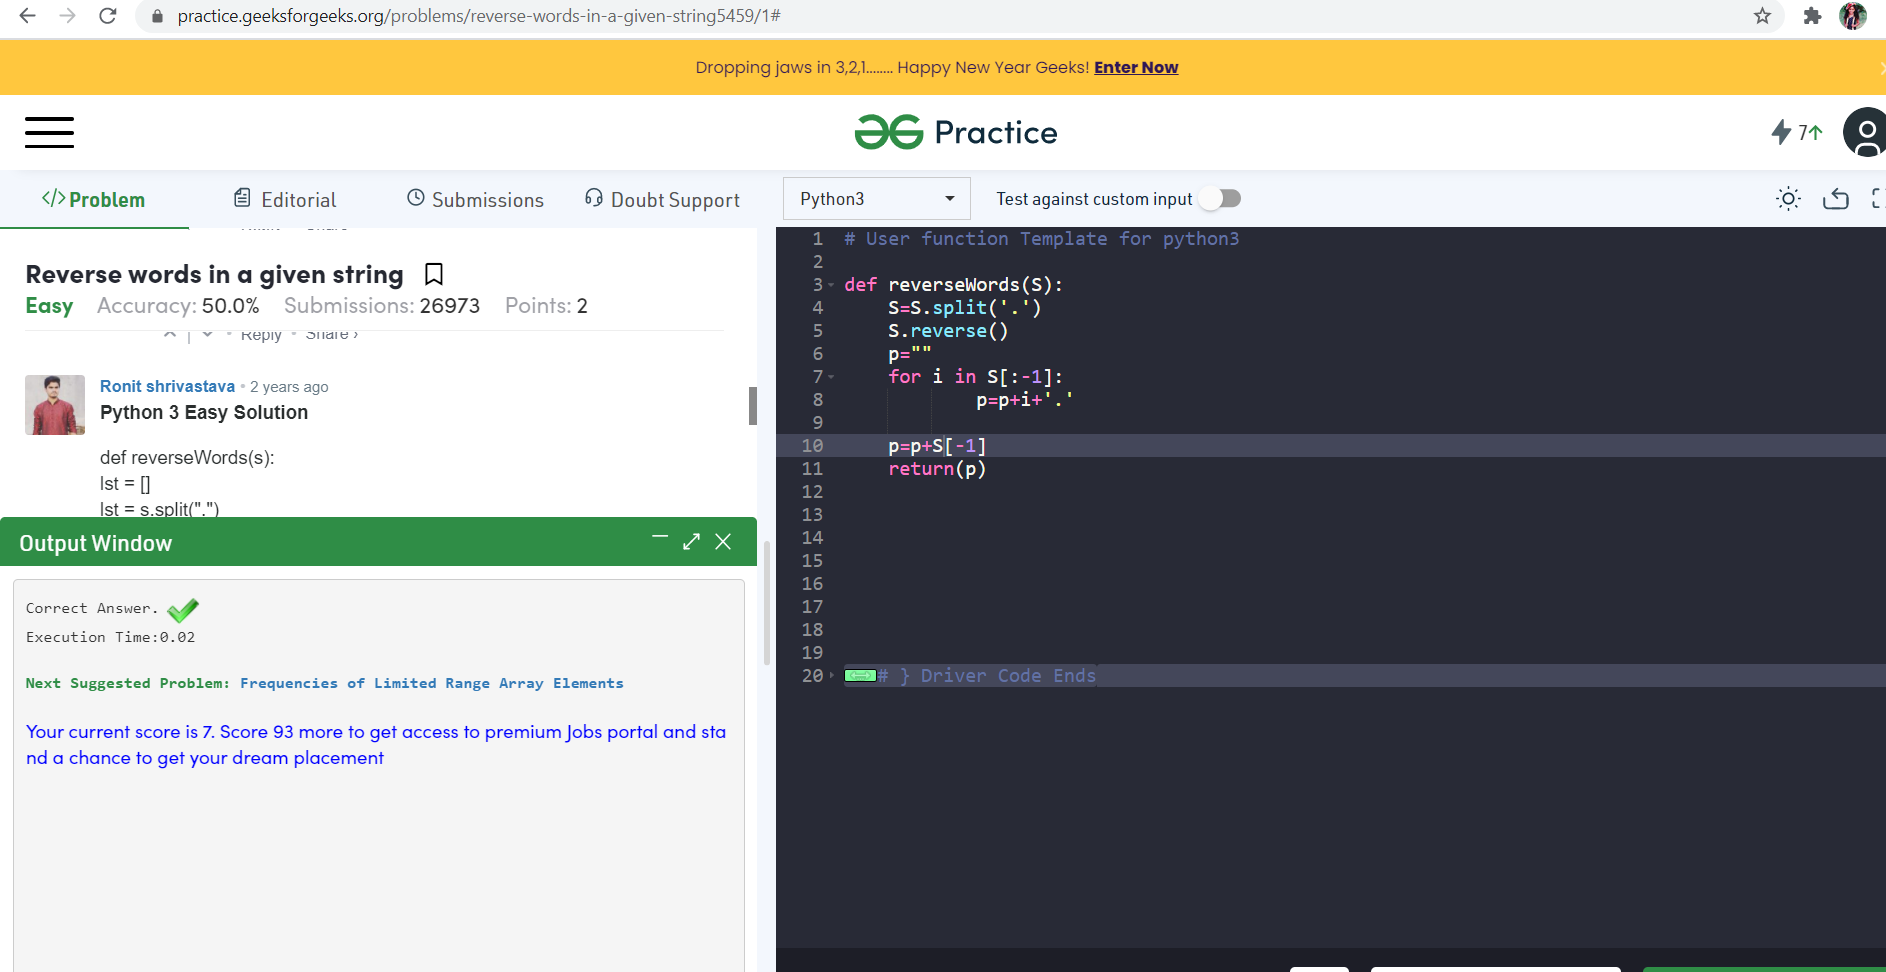 practice.geeksforgeeks.org/problems/reverse-words-in-a-given-string5459/1#
Dropping jaws in 3,2,1........ Happy New Year Geeks! Enter Now
Practice
7
</>Problem
Editorial
Submissions
Doubt Support
Python3
Test against custom input
Reverse words in a given string
Easy Accuracy: 50.0% Submissions: 26973 Points: 2
Reply • Share ›
Ronit shrivastava • 2 years ago
Python 3 Easy Solution
def reverseWords(s):
lst = []
lst = s.split(".")
Output Window
Correct Answer.
Execution Time:0.02
Next Suggested Problem: Frequencies of Limited Range Array Elements
Your current score is 7. Score 93 more to get access to premium Jobs portal and sta
nd a chance to get your dream placement
1 # User function Template for python3
2
3 def reverseWords(S):
4 S=S.split('.')
5 S.reverse()
6 p=""
7 for i in S[:-1]:
8 p=p+i+'.'
9
10 p=p+S[-1]
11 return(p)
12
13
14
15
16
17
18
19
20 # } Driver Code Ends